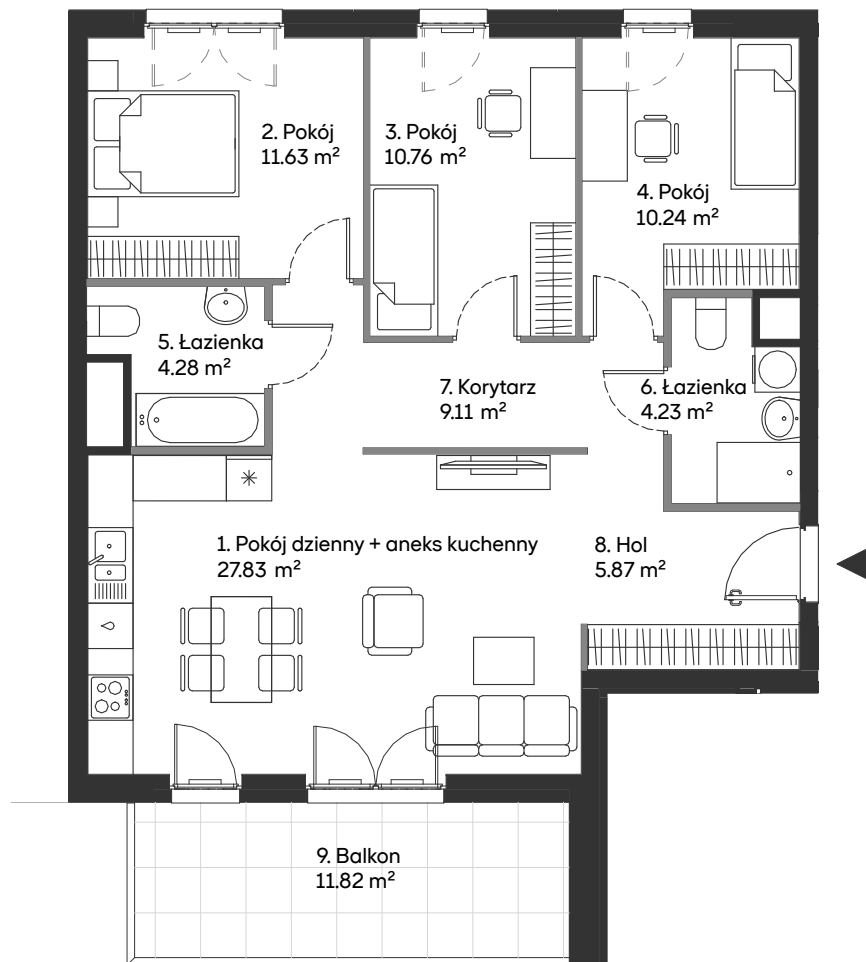 2. Pokój
11.63 m²
3. Pokój
10.76 m²
4. Pokój
10.24 m²
5. Łazienka
4.28 m²
7. Korytarz
9.11 m²
6. Łazienka
4.23 m²
1. Pokój dzienny + aneks kuchenny
27.83 m²
8. Hol
5.87 m²
9. Balkon
11.82 m²